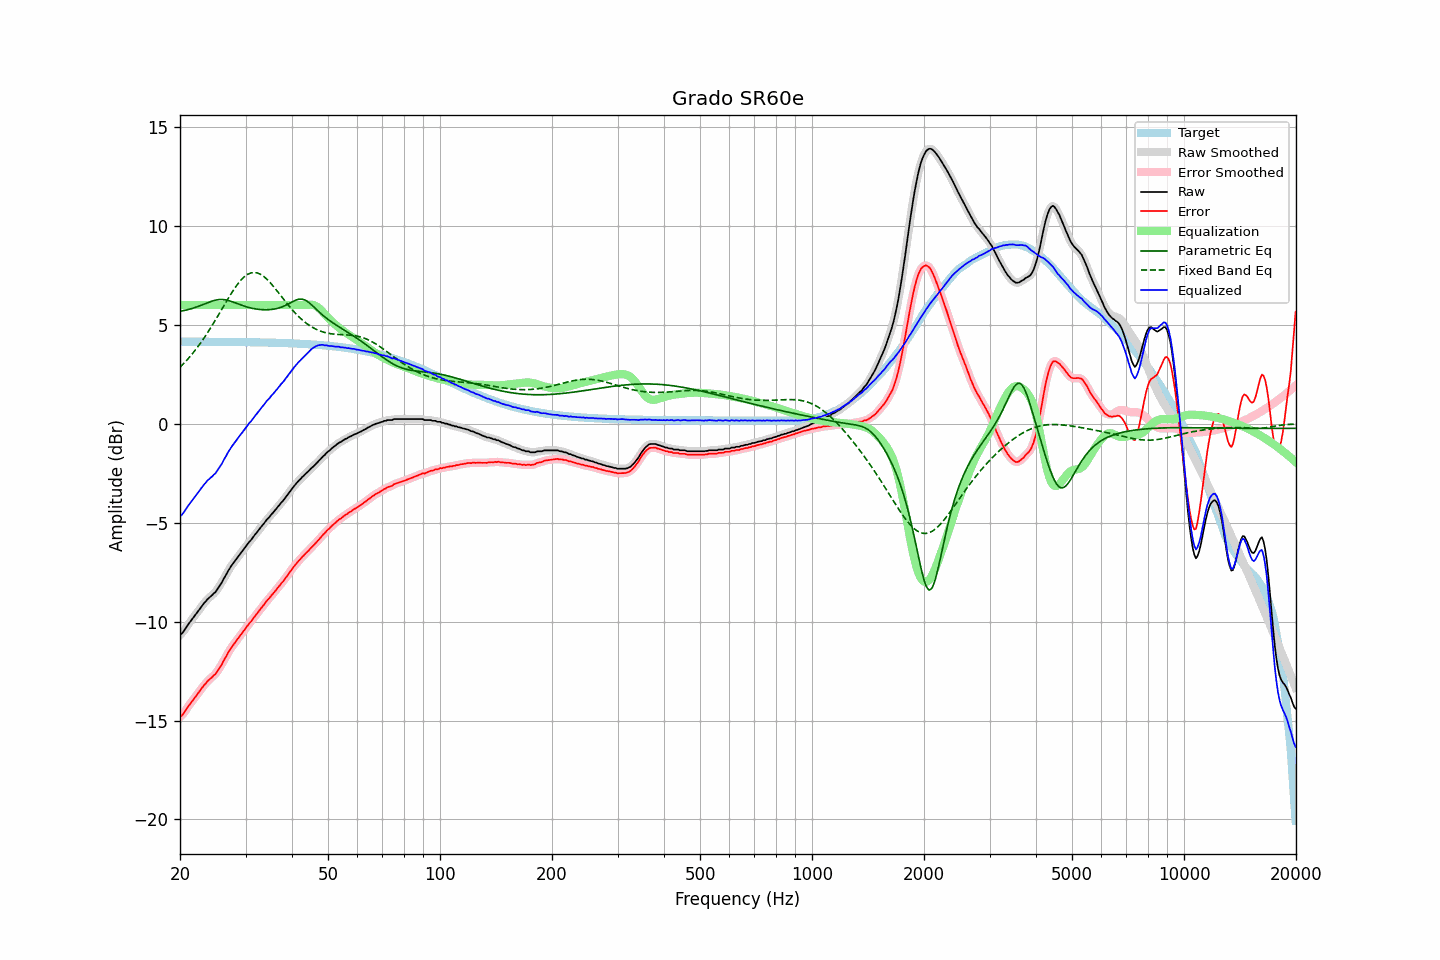 Grado SR60e
Target
Raw Smoothed
Error Smoothed
Raw
Error
Equalization
Parametric Eq
Fixed Band Eq
Equalized
Amplitude (dBr)
15
10
5
0
−5
−10
−15
−20
20 50 100 200 500 1000 2000 5000 10000 20000
Frequency (Hz)